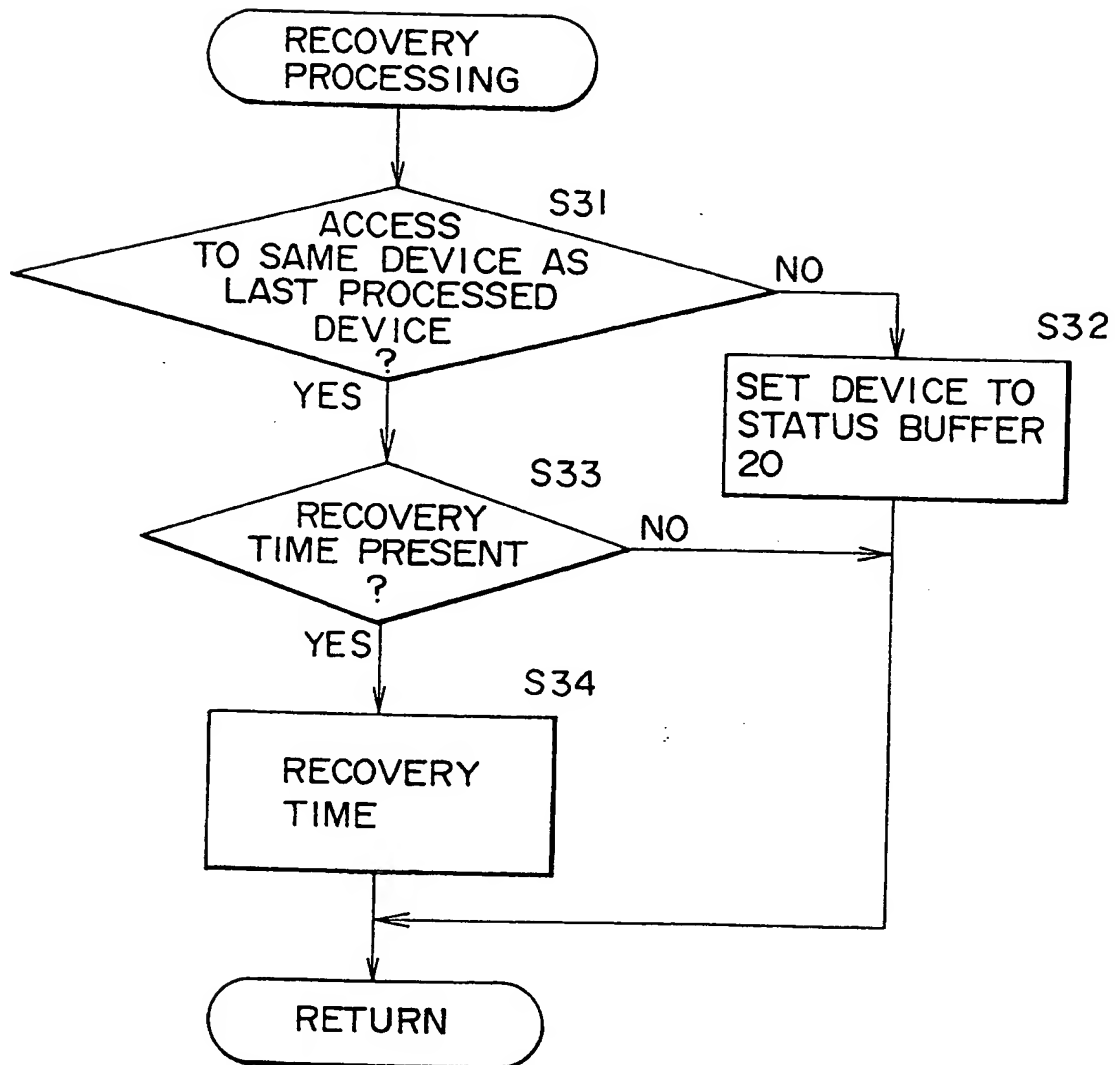 RECOVERY
PROCESSING
S31
ACCESS
TO SAME DEVICE AS
LAST PROCESSED
DEVICE
?
NO
YES
S32
SET DEVICE TO
STATUS BUFFER
20
S33
RECOVERY
TIME PRESENT
?
NO
YES
S34
RECOVERY
TIME
RETURN